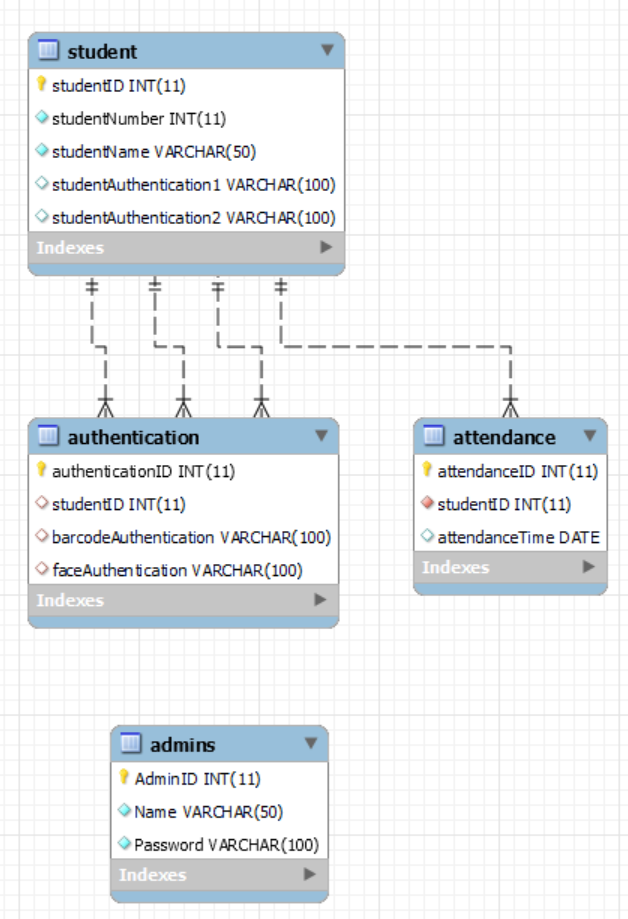 student
studentID INT(11)
studentNumber INT(11)
studentName VARCHAR(50)
studentAuthentication1 VARCHAR(100)
studentAuthentication2 VARCHAR(100)
Indexes
authentication
authenticationID INT(11)
studentID INT(11)
barcodeAuthentication VARCHAR(100)
faceAuthentication VARCHAR(100)
Indexes
attendance
attendanceID INT(11)
studentID INT(11)
attendanceTime DATE
Indexes
admins
AdminID INT(11)
Name VARCHAR(50)
Password VARCHAR(100)
Indexes